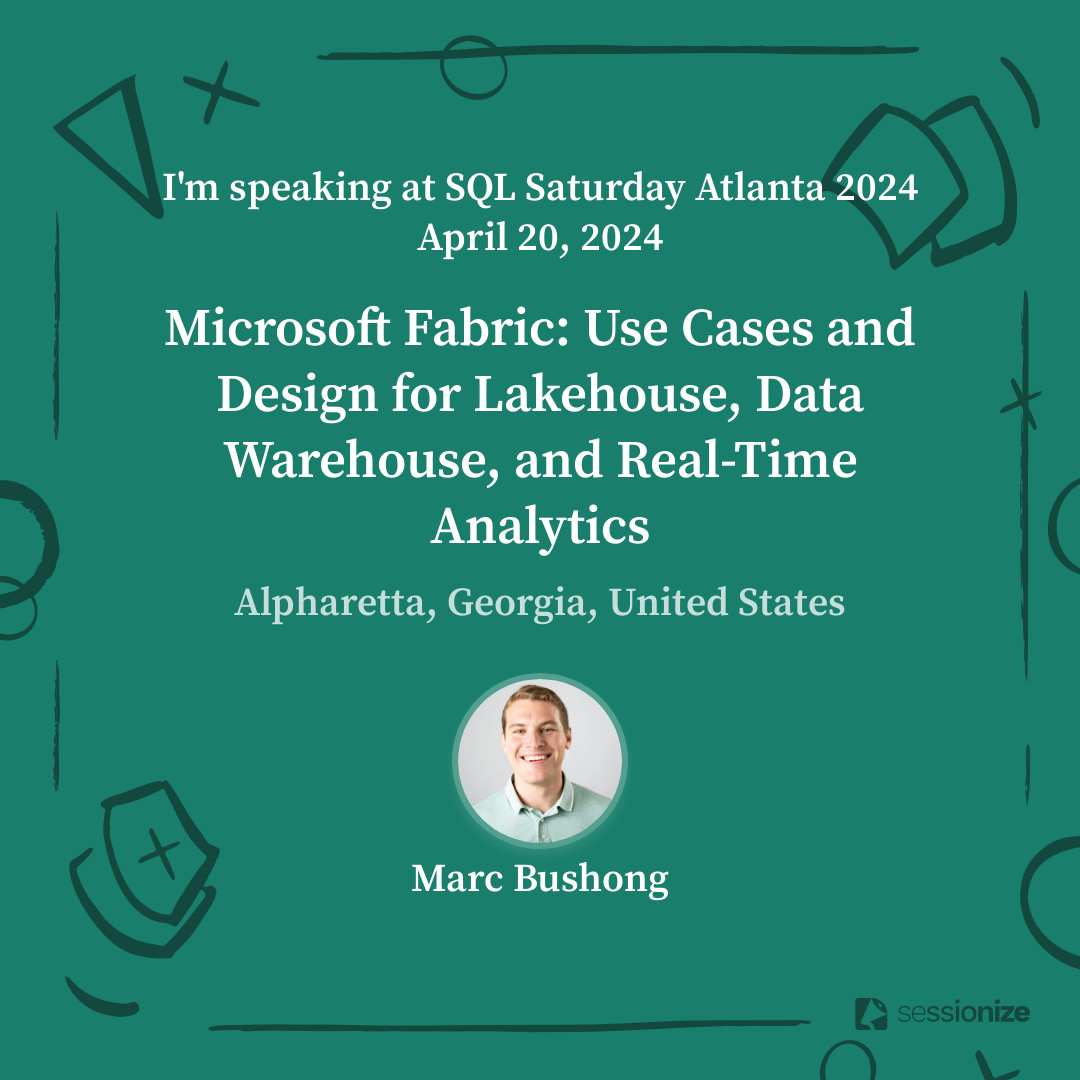 I'm speaking at SQL Saturday Atlanta 2024
April 20, 2024
Microsoft Fabric: Use Cases and
Design for Lakehouse, Data
Warehouse, and Real-Time
Analytics
Alpharetta, Georgia, United States
Marc Bushong
sessionize